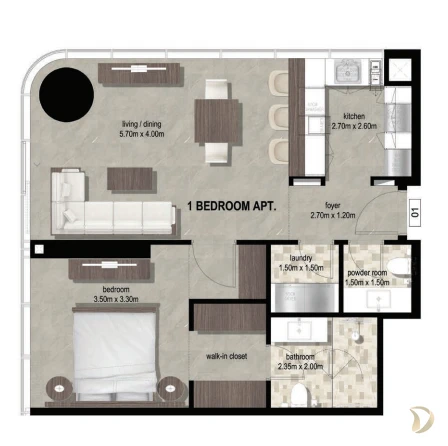 living / dining
5.70m x 4.00m
kitchen
2.70m x 2.60m
1 BEDROOM APT.
foyer
2.70m x 1.20m
01
laundry
1.50m x 1.50m
powder room
1.50m x 1.50m
bedroom
3.50m x 3.30m
walk-in closet
bathroom
2.35m x 2.00m